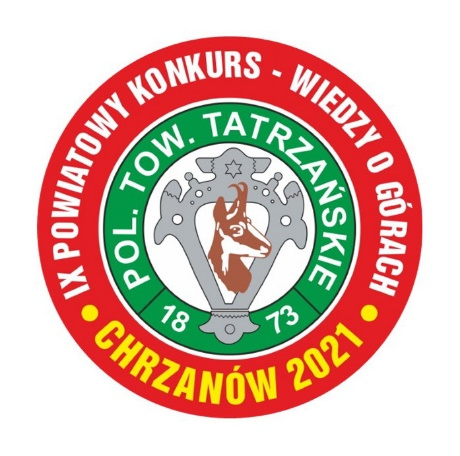 IX POWIATOWY KONKURS - WIEDZY O GÓRACH
POL. TOW. TATRZAŃSKIE
18 73
• CHRZANÓW 2021 •